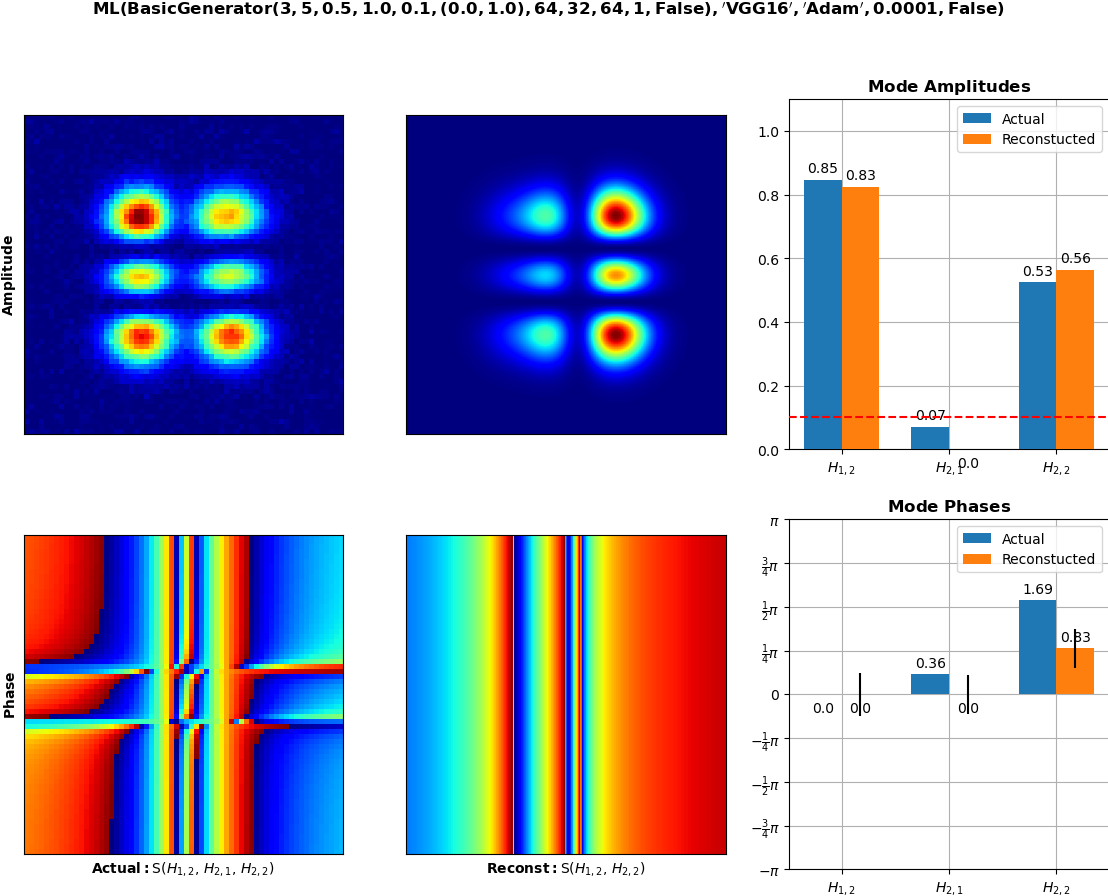 ML(BasicGenerator(3, 5, 0.5, 1.0, 0.1, (0.0, 1.0), 64, 32, 64, 1, False), ′VGG16′, ′Adam′, 0.0001, False)
Amplitude
Mode Amplitudes
Actual
Reconstucted
1.0
0.8
0.6
0.4
0.2
0.0
0.85
0.83
0.07
0.0
0.53
0.56
H1,2
H2,1
H2,2
Phase
Actual: S(H1,2, H2,1, H2,2)
Reconst: S(H1,2, H2,2)
Mode Phases
Actual
Reconstucted
π
3/4π
1/2π
1/4π
0
−1/4π
−1/2π
−3/4π
−π
0.0
0.0
0.36
0.0
1.69
0.83
H1,2
H2,1
H2,2